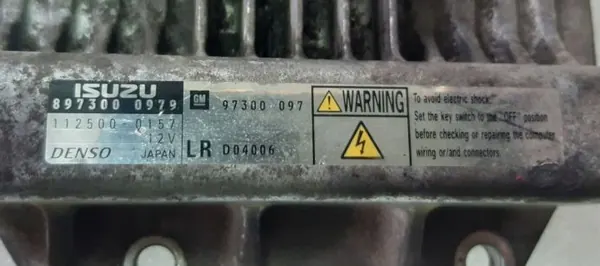 ISUZU
897300 0979
112500-0157
12V
DENSO JAPAN
GM 97300 097
LR D04006
WARNING
To avoid electric shock:
Set the key switch to the "OFF" position
before checking or repairing the computer
wiring or/and connectors.